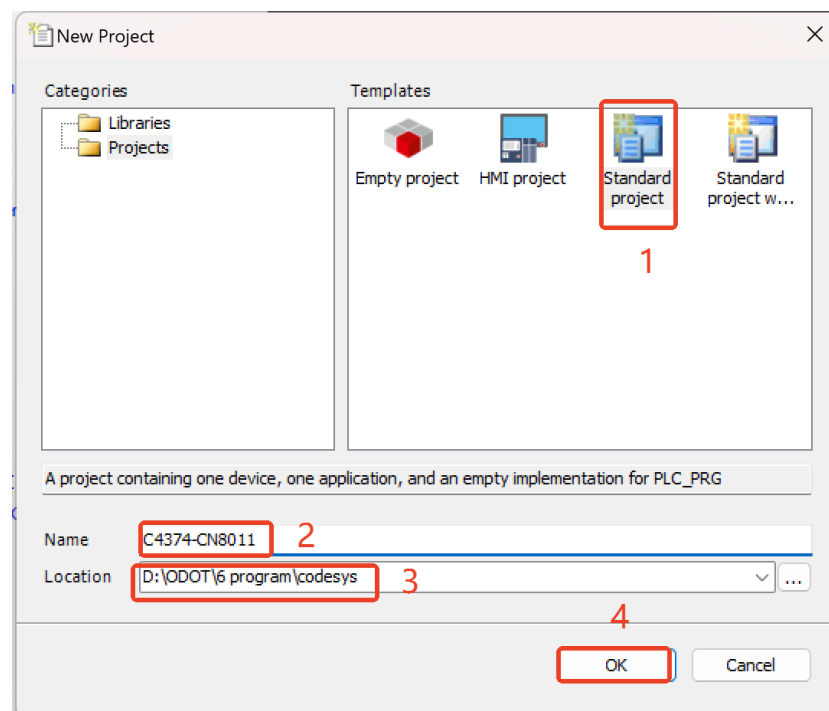 New Project
Categories
Templates
Libraries
Projects
Empty project
HMI project
Standard
project
Standard
project w...
1
A project containing one device, one application, and an empty implementation for PLC_PRG
Name
C4374-CN8011
2
Location
D:\ODOT\6 program\codesys
...
3
4
OK
Cancel